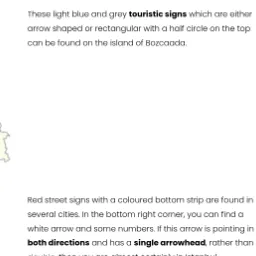 These light blue and grey touristic signs which are either
arrow shaped or rectangular with a half circle on the top
can be found on the island of Bozcaada.
Red street signs with a coloured bottom strip are found in
several cities. In the bottom right corner, you can find a
white arrow and some numbers. If this arrow is pointing in
both directions and has a single arrowhead, rather than